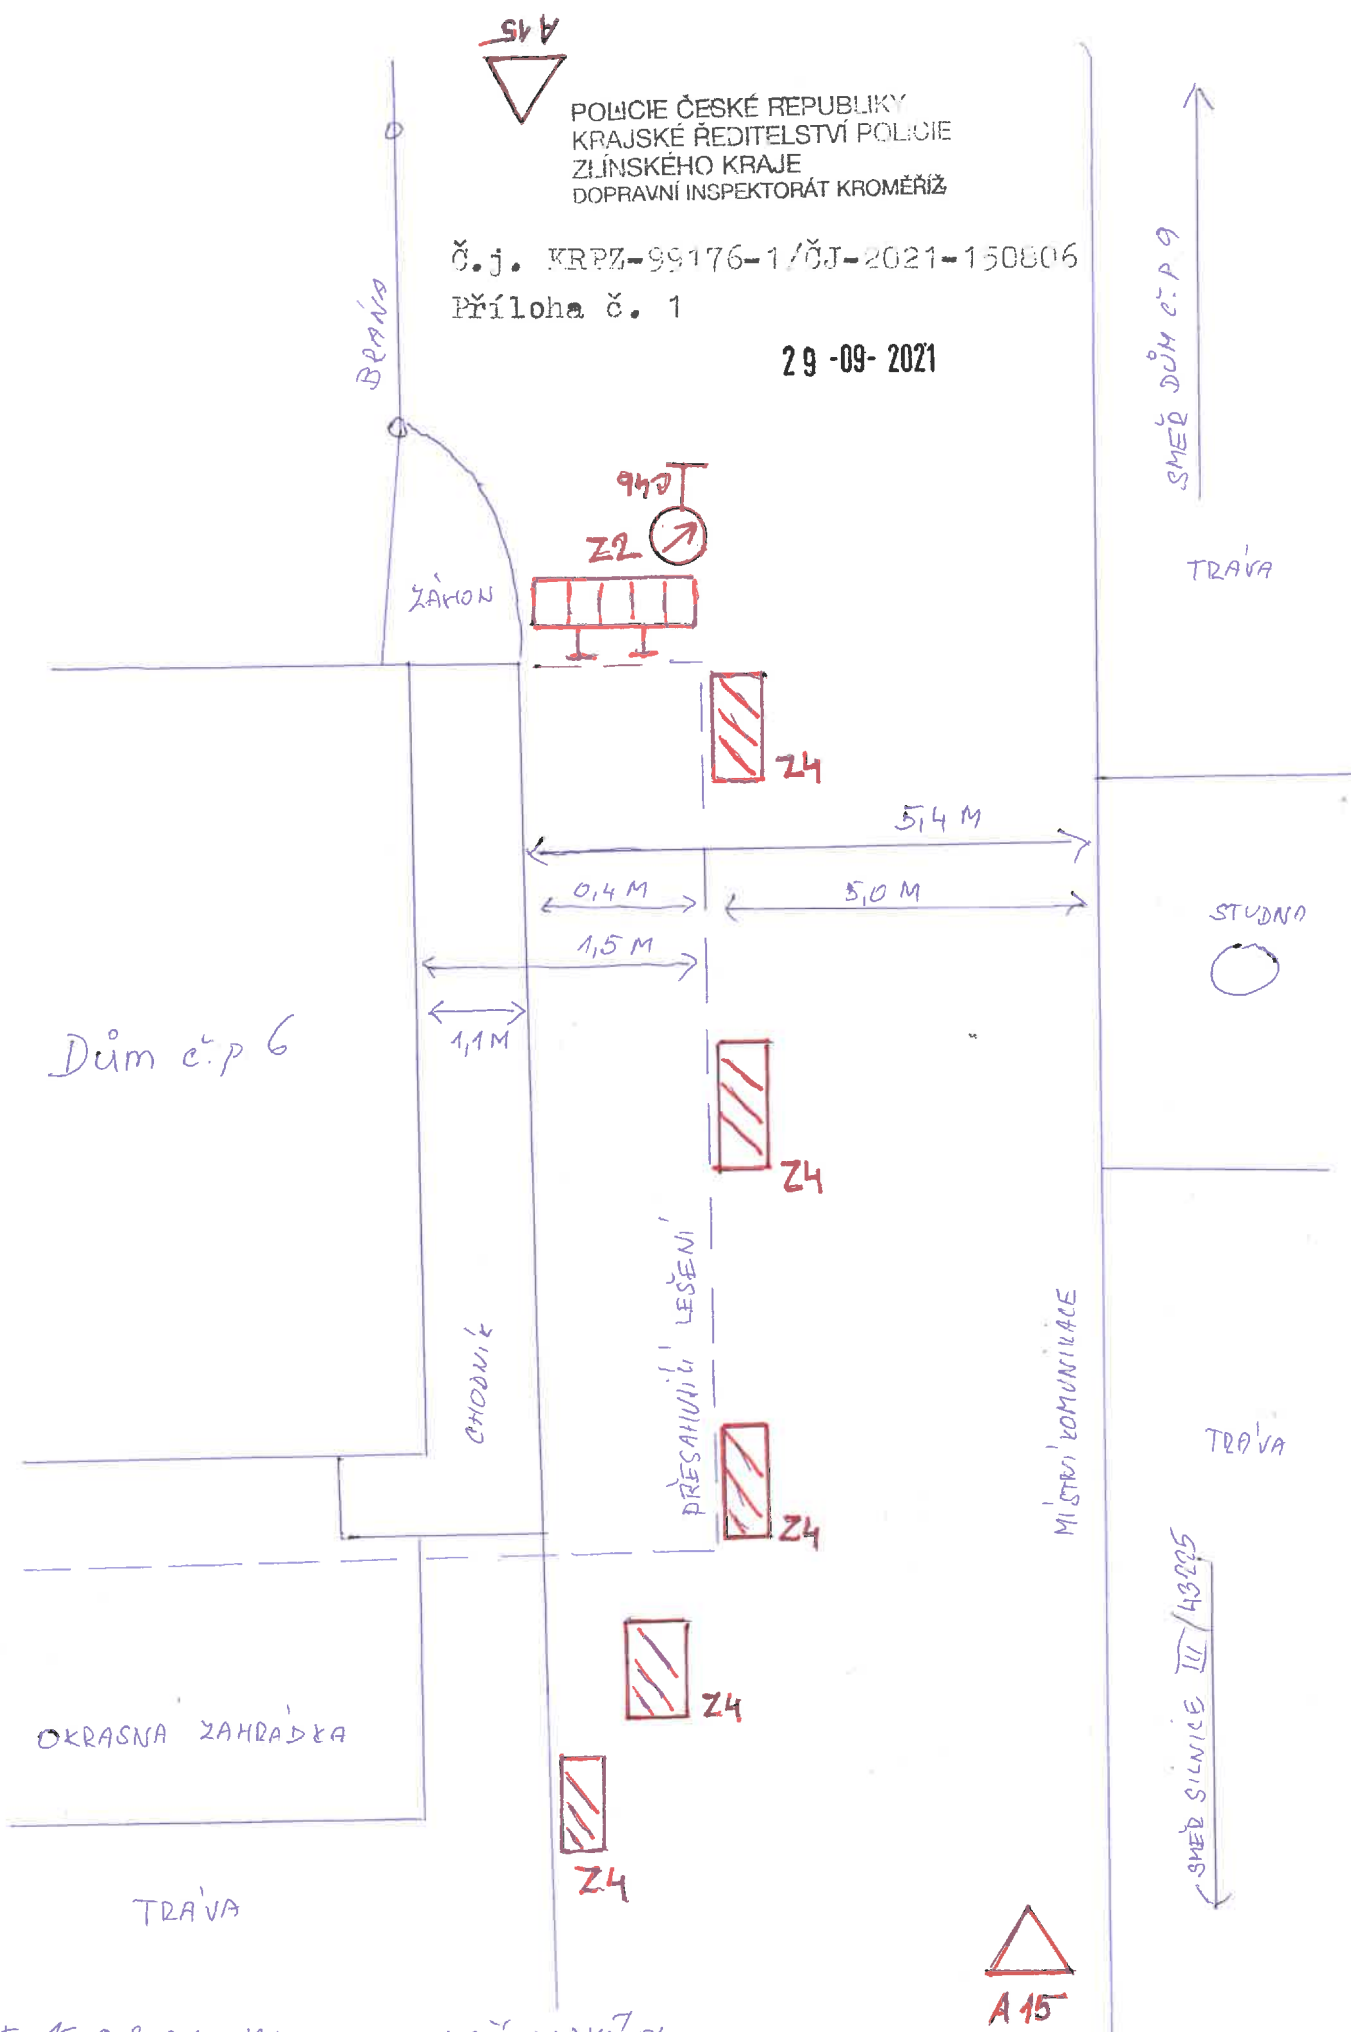 A15
POLICIE ČESKÉ REPUBLIKY
KRAJSKÉ ŘEDITELSTVÍ POLICIE
ZLÍNSKÉHO KRAJE
DOPRAVNÍ INSPEKTORÁT KROMĚŘÍŽ
Č.j. KRPZ-99176-1/ČJ-2021-150806
Příloha č. 1
29 -09- 2021
BRÁNA
SMĚR DŮM Č.P 9
C4b
Z2
ZÁHON
TRÁVA
Z4
5,4 M
0,4 M
5,0 M
1,5 M
1,1 M
STUDNA
Dům č.p 6
Z4
PŘESAHUJÍCÍ LEŠENÍ
CHODNÍK
MÍSTNÍ KOMUNIKACE
TRÁVA
Z4
SMĚR SILNICE III/43225
Z4
OKRASNÁ ZAHRÁDKA
Z4
TRÁVA
A15